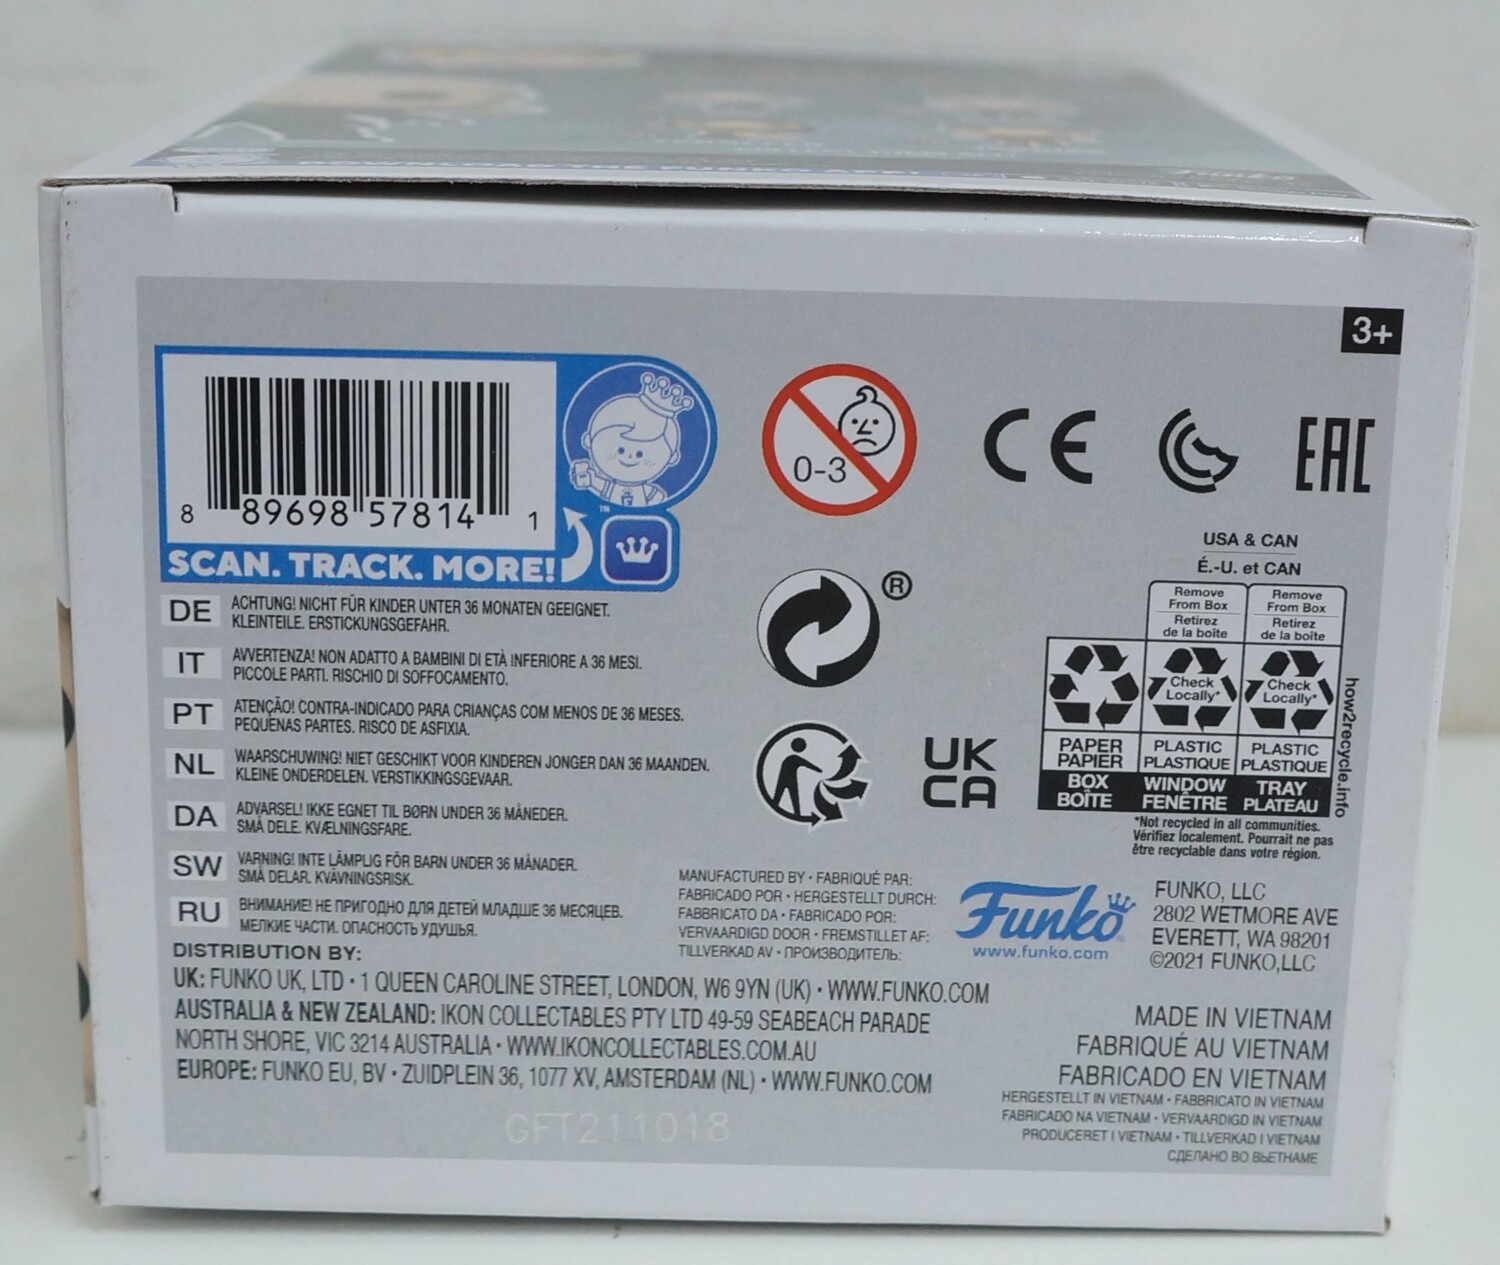 DOWNLOAD THE FUNKO APP!
Funko
3+
8 89698 57814 1
™
SCAN. TRACK. MORE!
0-3
CE
EAC
DE ACHTUNG! NICHT FÜR KINDER UNTER 36 MONATEN GEEIGNET.
KLEINTEILE. ERSTICKUNGSGEFAHR.
IT AVVERTENZA! NON ADATTO A BAMBINI DI ETÀ INFERIORE A 36 MESI.
PICCOLE PARTI. RISCHIO DI SOFFOCAMENTO.
PT ATENÇÃO! CONTRA-INDICADO PARA CRIANÇAS COM MENOS DE 36 MESES.
PEQUENAS PARTES. RISCO DE ASFIXIA.
NL WAARSCHUWING! NIET GESCHIKT VOOR KINDEREN JONGER DAN 36 MAANDEN.
KLEINE ONDERDELEN. VERSTIKKINGSGEVAAR.
DA ADVARSEL! IKKE EGNET TIL BØRN UNDER 36 MÅNEDER.
SMÅ DELE. KVÆLNINGSFARE.
SW VARNING! INTE LÄMPLIG FÖR BARN UNDER 36 MÅNADER.
SMÅ DELAR. KVÄVNINGSRISK.
RU ВНИМАНИЕ! НЕ ПРИГОДНО ДЛЯ ДЕТЕЙ МЛАДШЕ 36 МЕСЯЦЕВ.
МЕЛКИЕ ЧАСТИ. ОПАСНОСТЬ УДУШЬЯ.
®
UK
CA
USA & CAN
É.-U. et CAN
Remove
From Box
Retirez
de la boîte
Remove
From Box
Retirez
de la boîte
Check
Locally*
Check
Locally*
PAPER
PAPIER
PLASTIC
PLASTIQUE
PLASTIC
PLASTIQUE
BOX
BOÎTE
WINDOW
FENÊTRE
TRAY
PLATEAU
how2recycle.info
*Not recycled in all communities.
Vérifiez localement. Pourrait ne pas
être recyclable dans votre région.
MANUFACTURED BY • FABRIQUÉ PAR:
FABRICADO POR • HERGESTELLT DURCH:
FABBRICATO DA • FABRICADO POR:
VERVAARDIGD DOOR • FREMSTILLET AF:
TILLVERKAD AV • ПРОИЗВОДИТЕЛЬ:
Funko
www.funko.com
FUNKO, LLC
2802 WETMORE AVE
EVERETT, WA 98201
©2021 FUNKO,LLC
DISTRIBUTION BY:
UK: FUNKO UK, LTD • 1 QUEEN CAROLINE STREET, LONDON, W6 9YN (UK) • WWW.FUNKO.COM
AUSTRALIA & NEW ZEALAND: IKON COLLECTABLES PTY LTD 49-59 SEABEACH PARADE
NORTH SHORE, VIC 3214 AUSTRALIA • WWW.IKONCOLLECTABLES.COM.AU
EUROPE: FUNKO EU, BV • ZUIDPLEIN 36, 1077 XV, AMSTERDAM (NL) • WWW.FUNKO.COM
GFT211018
MADE IN VIETNAM
FABRIQUÉ AU VIETNAM
FABRICADO EN VIETNAM
HERGESTELLT IN VIETNAM • FABBRICATO IN VIETNAM
FABRICADO NA VIETNAM • VERVAARDIGD IN VIETNAM
PRODUCERET I VIETNAM • TILLVERKAD I VIETNAM
СДЕЛАНО ВО ВЬЕТНАМЕ